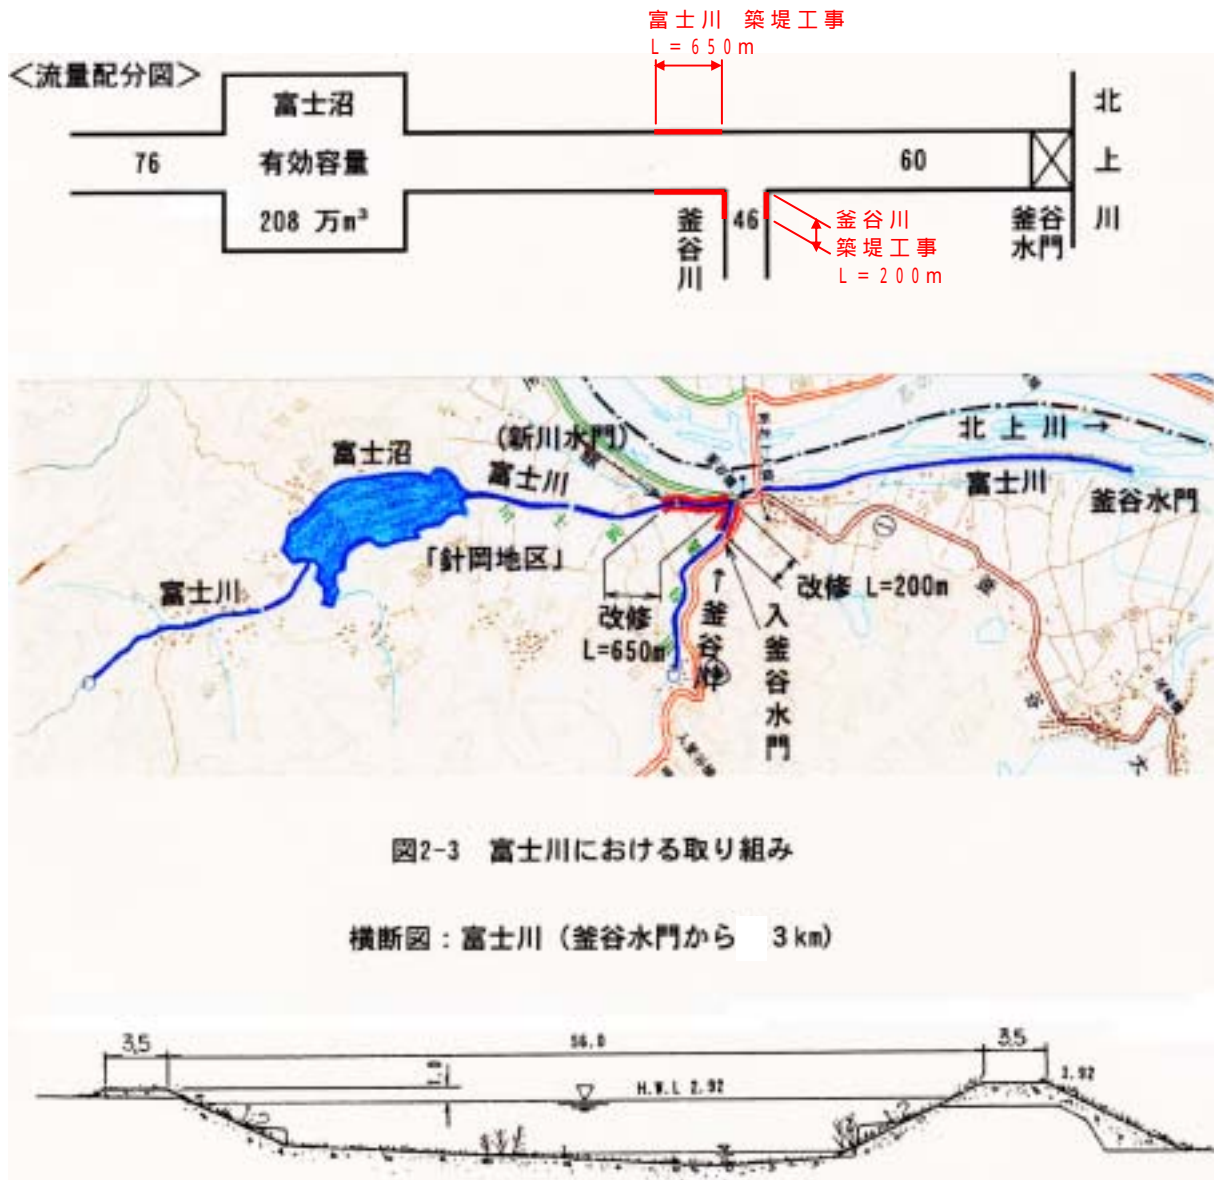 富士川 築堤工事
L=650m
<流量配分図>
富士沼
有効容量
208 万m³
76
60
46
釜谷川
釜谷川
築堤工事
L=200m
釜谷
水門
北上川
(新川水門)
富士沼
富士川
北上川→
富士川
釜谷水門
「針岡地区」
富士川
改修
L=650m
改修 L=200m
釜谷川
入釜谷水門
図2-3 富士川における取り組み
横断図:富士川(釜谷水門から 3km)
3.5
56.0
3.5
1.0
H.W.L 2.92
3.92
1:2
1:2